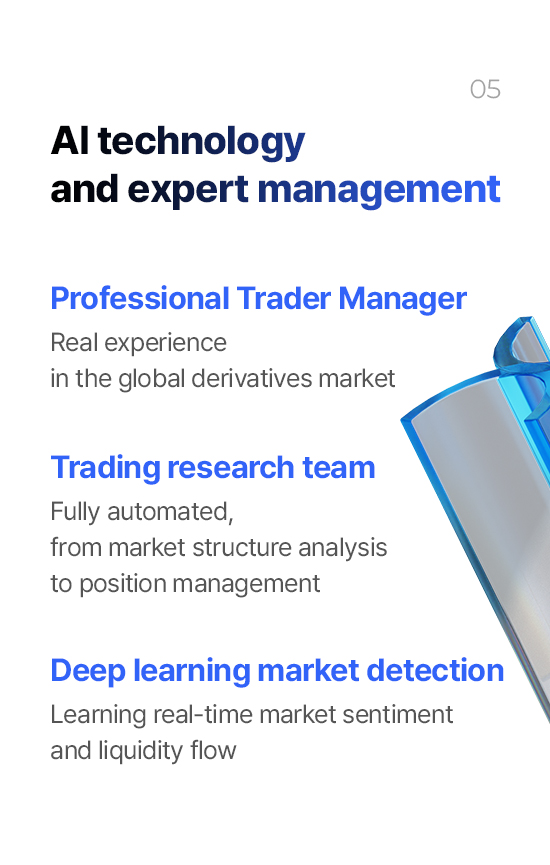 05
AI technology
and expert management
Professional Trader Manager
Real experience
in the global derivatives market
Trading research team
Fully automated,
from market structure analysis
to position management
Deep learning market detection
Learning real-time market sentiment
and liquidity flow